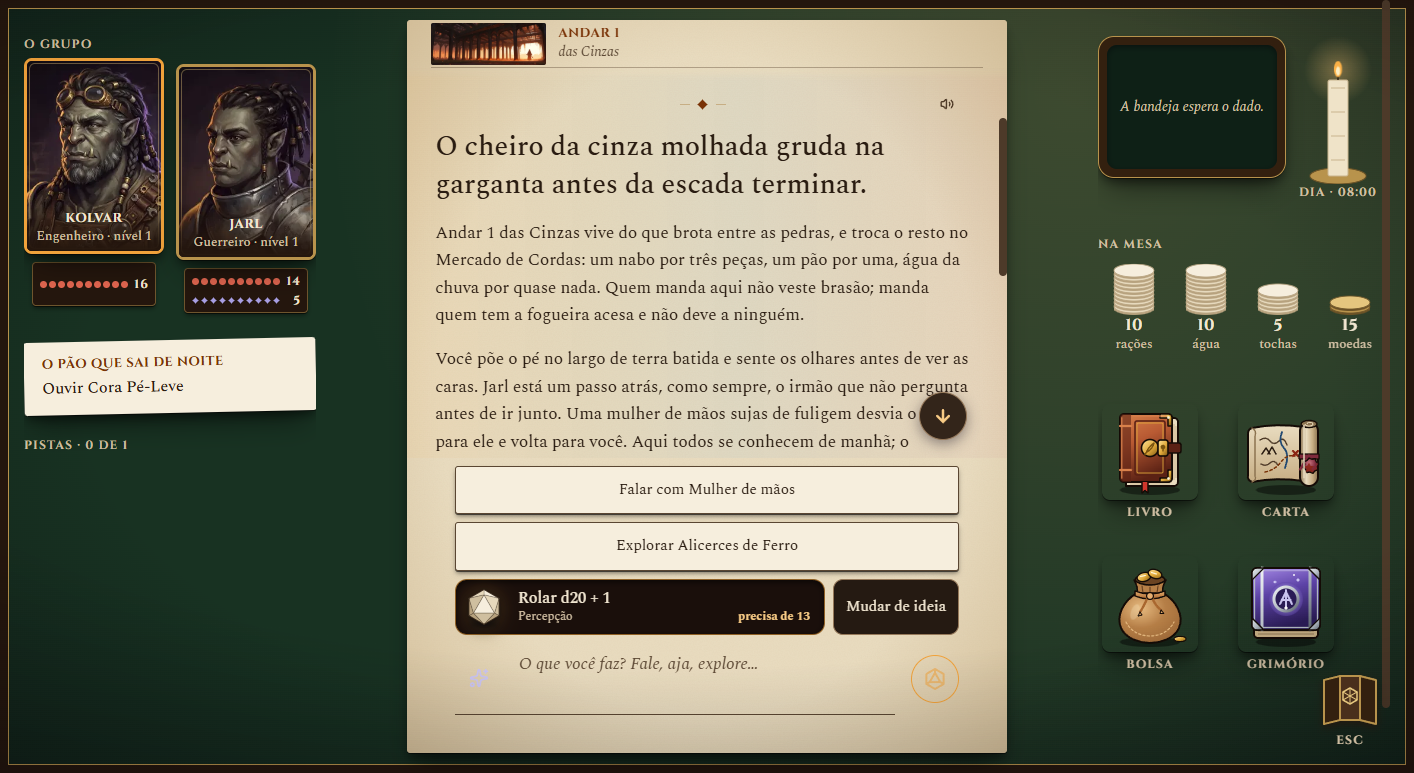 O GRUPO
KOLVAR
Engenheiro · nível 1
16
JARL
Guerreiro · nível 1
14
5
O PÃO QUE SAI DE NOITE
Ouvir Cora Pé-Leve
PISTAS · 0 DE 1
ANDAR 1
das Cinzas
O cheiro da cinza molhada gruda na
garganta antes da escada terminar.
Andar 1 das Cinzas vive do que brota entre as pedras, e troca o resto no
Mercado de Cordas: um nabo por três peças, um pão por uma, água da
chuva por quase nada. Quem manda aqui não veste brasão; manda
quem tem a fogueira acesa e não deve a ninguém.
Você põe o pé no largo de terra batida e sente os olhares antes de ver as
caras. Jarl está um passo atrás, como sempre, o irmão que não pergunta
antes de ir junto. Uma mulher de mãos sujas de fuligem desvia o
para ele e volta para você. Aqui todos se conhecem de manhã; o
Falar com Mulher de mãos
Explorar Alicerces de Ferro
Rolar d20 + 1
Percepção
precisa de 13
Mudar de ideia
O que você faz? Fale, aja, explore...
A bandeja espera o dado.
DIA · 08:00
NA MESA
10
rações
10
água
5
tochas
15
moedas
LIVRO
CARTA
BOLSA
GRIMÓRIO
ESC